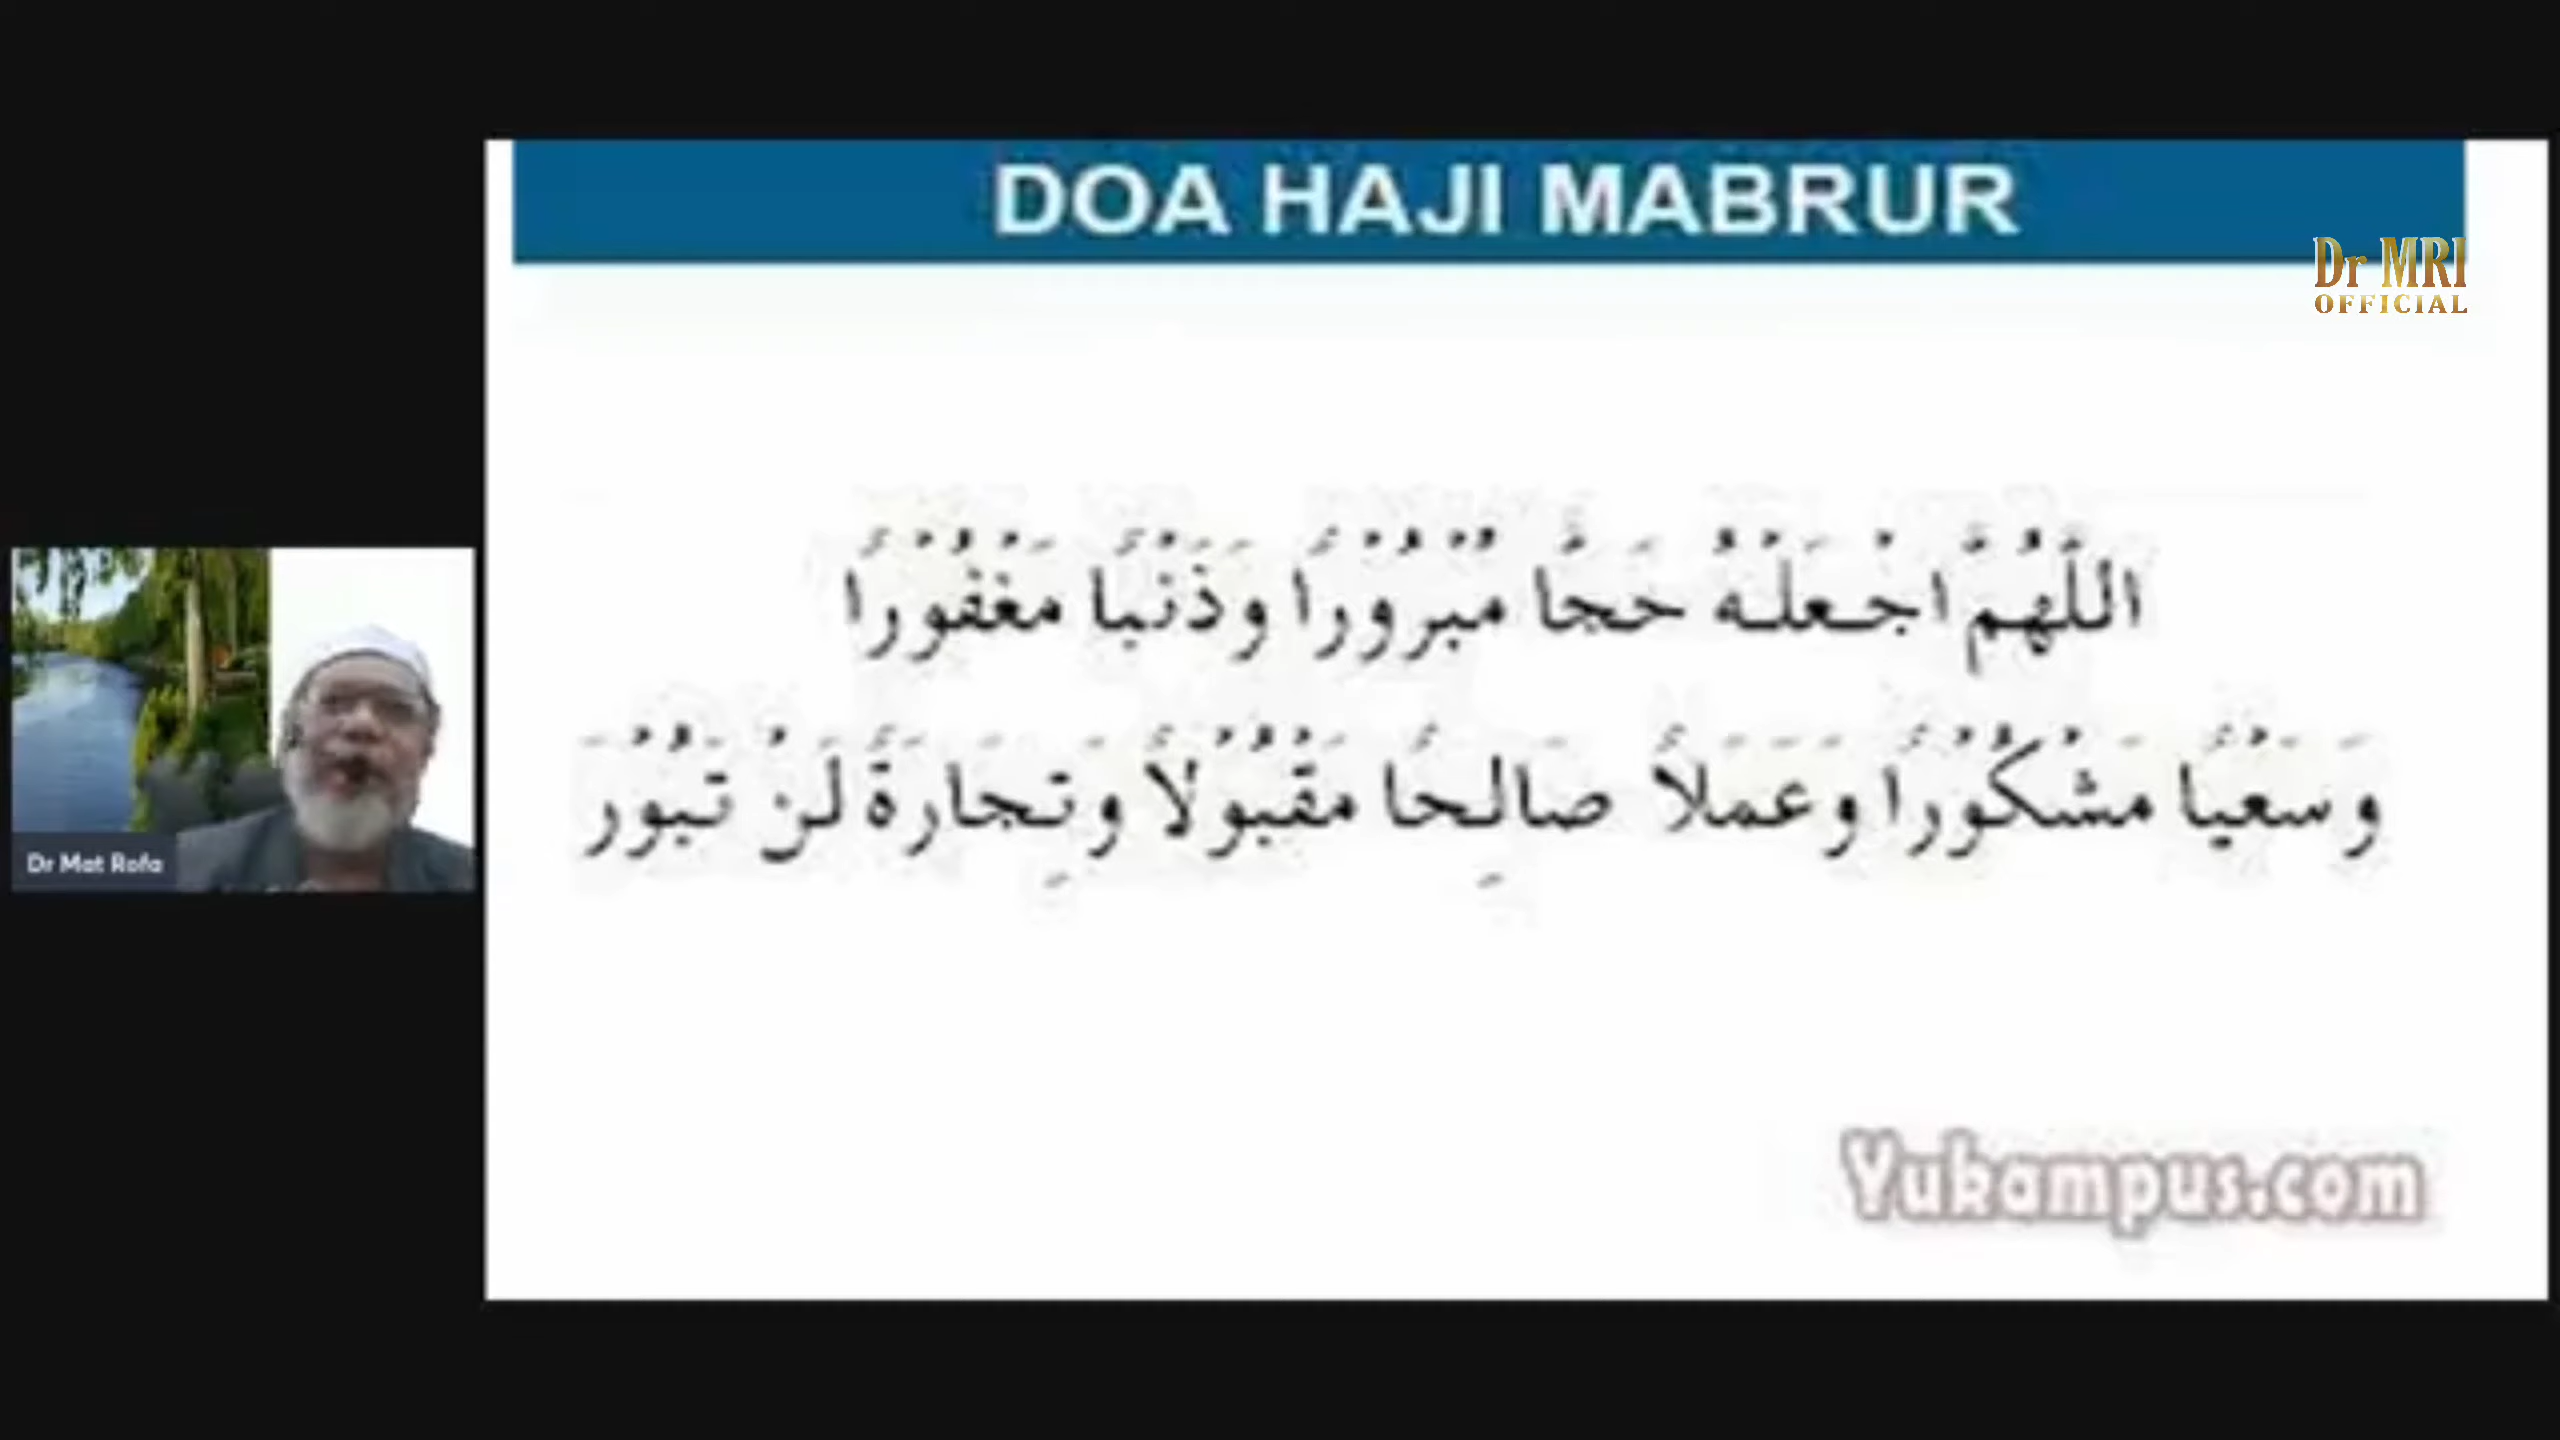 DOA HAJI MABRUR
Dr MRI
OFFICIAL
اللَّهُمَّ اجْعَلْهُ حَجًّا مُبْرُوْرًا وَذَنْبًا مَغْفُوْرًا
وَسَعْيًا مَشْكُوْرًا وَعَمَلاً صَالِحًا مَقْبُوْلاً وَتِجَارَةً لَنْ تَبُوْرَ
Dr Mat Rofa
Yukampus.com